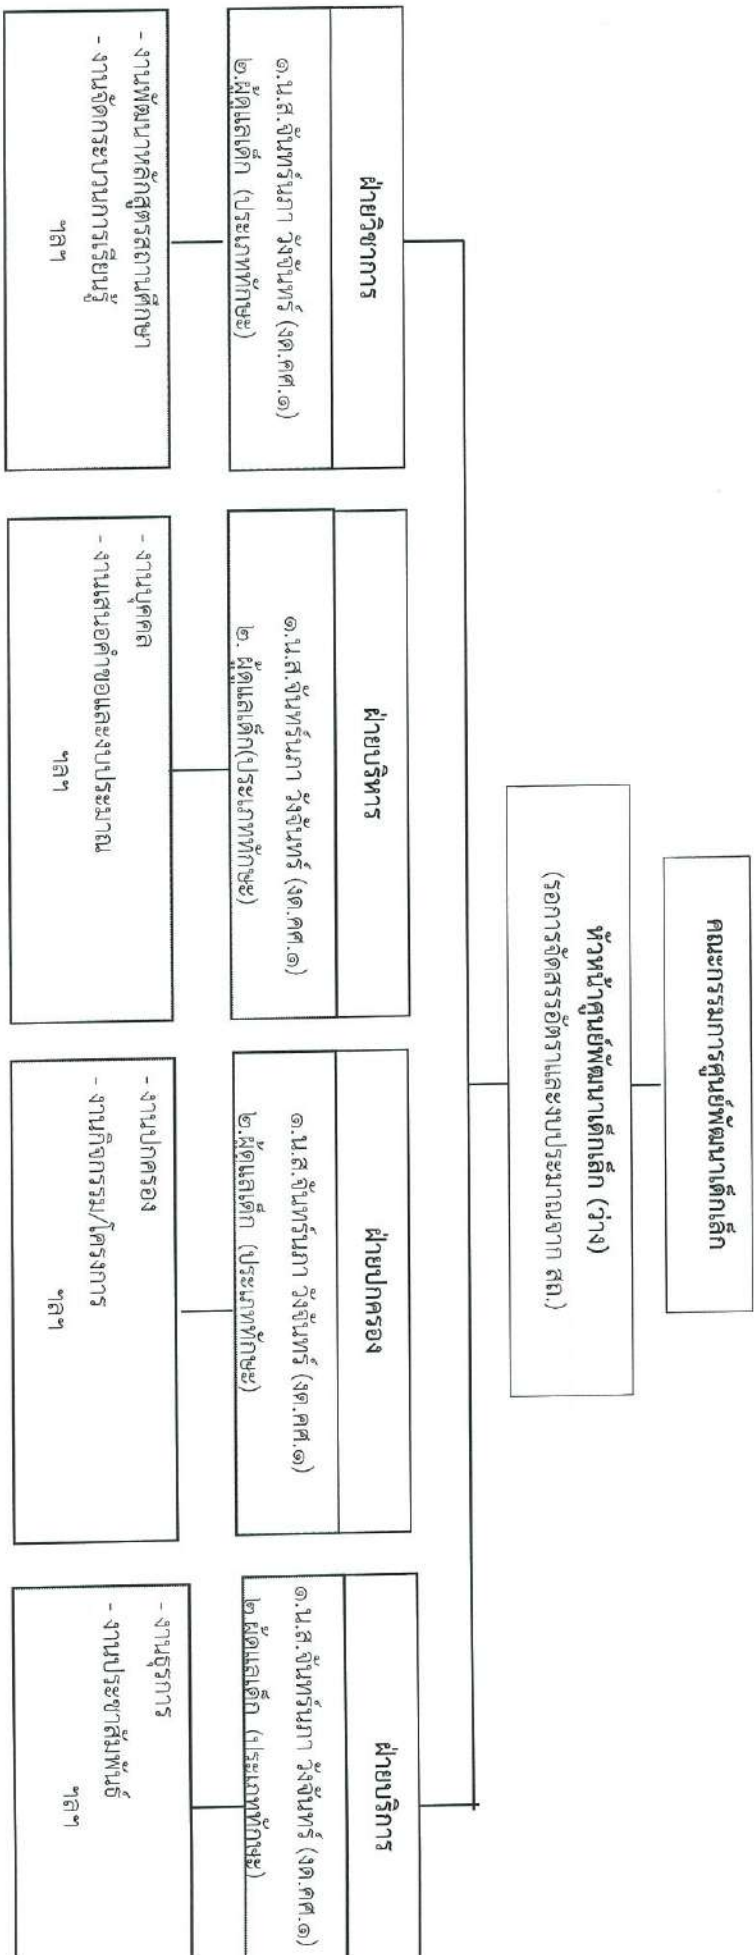 คณะกรรมการศูนย์พัฒนาเด็กเล็ก
หัวหน้าศูนย์พัฒนาเด็กเล็ก (ว่าง)
(รอการจัดสรรอัตราและงบประมาณจาก สถ.)
ฝ่ายวิชาการ
๑.น.ส.จันทร์นภา วังจันทร์ (งด.คศ.๑)
๒.ผู้ดูแลเด็ก (ประเภททักษะ)
- งานพัฒนาหลักสูตรสถานศึกษา
- งานจัดกระบวนการเรียนรู้
ฯลฯ
ฝ่ายบริหาร
๑.น.ส.จันทร์นภา วังจันทร์ (งด.คศ.๑)
๒. ผู้ดูแลเด็ก(ประเภททักษะ)
- งานบุคคล
- งานเสนอคำขอและงบประมาณ
ฯลฯ
ฝ่ายปกครอง
๑.น.ส.จันทร์นภา วังจันทร์ (งด.คศ.๑)
๒.ผู้ดูแลเด็ก (ประเภททักษะ)
- งานปกครอง
- งานกิจกรรม/โครงการ
ฯลฯ
ฝ่ายบริการ
๑.น.ส.จันทร์นภา วังจันทร์ (งด.คศ.๑)
๒.ผู้ดูแลเด็ก (ประเภททักษะ)
- งานธุรการ
- งานประชาสัมพันธ์
ฯลฯ